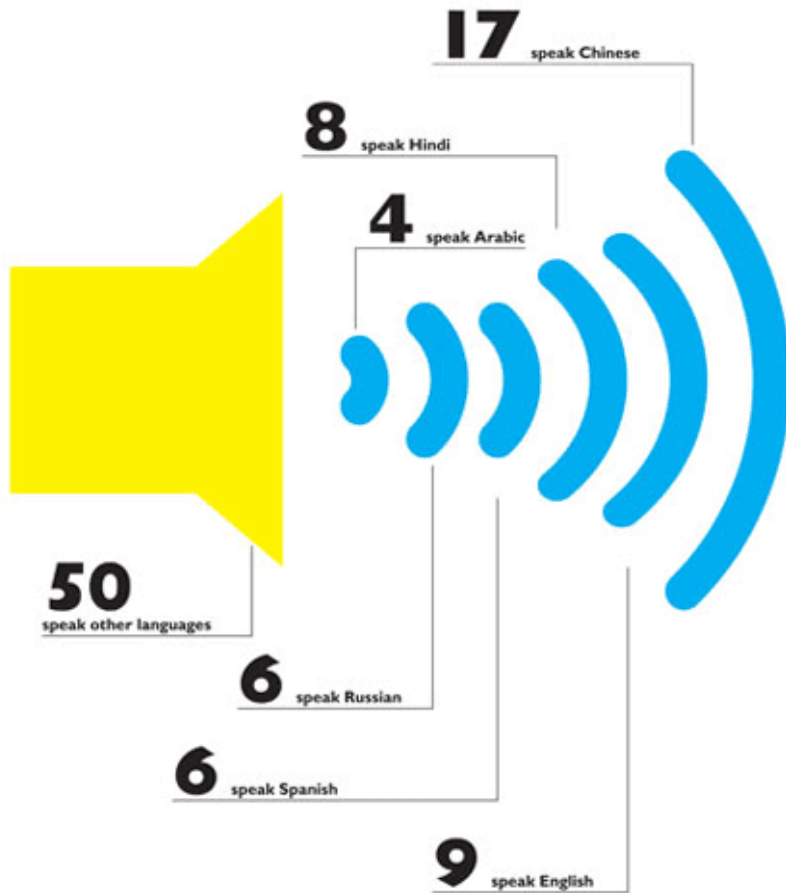 17 speak Chinese
8 speak Hindi
4 speak Arabic
50
speak other languages
6 speak Russian
6 speak Spanish
9 speak English